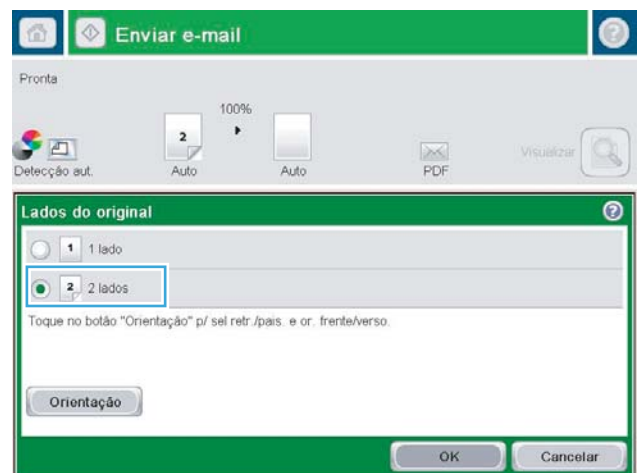 Enviar e-mail
Pronta
100%
2
Detecção aut.
Auto
Auto
PDF
Visualizar
Lados do original
1 1 lado
2 2 lados
Toque no botão "Orientação" p/ sel retr./pais. e or. frente/verso.
Orientação
OK
Cancelar